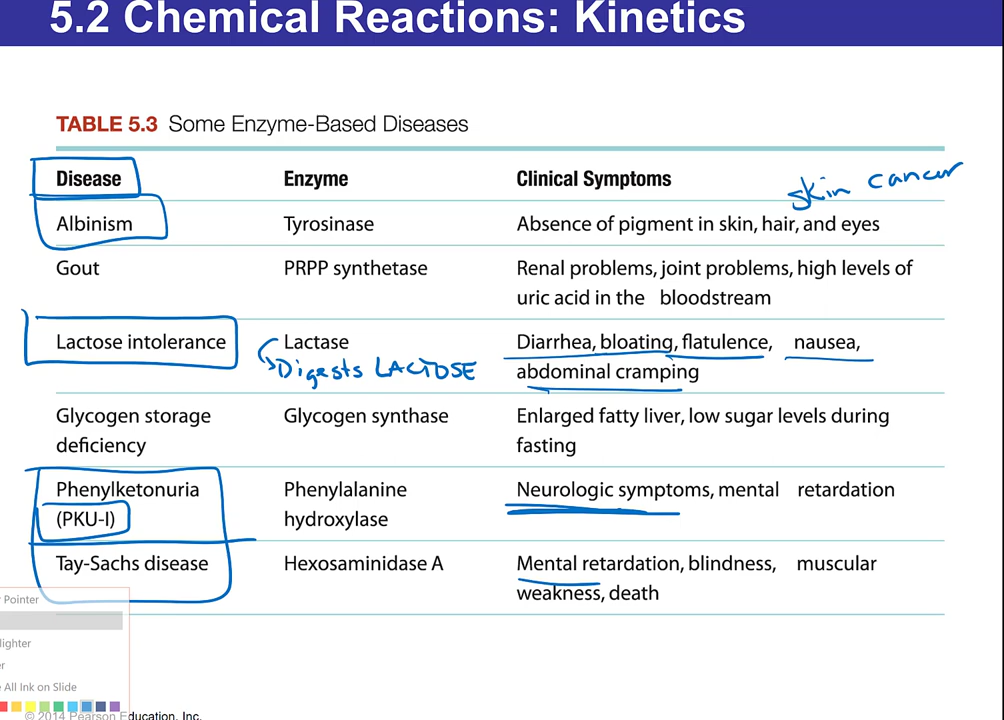 5.2 Chemical Reactions: Kinetics
TABLE 5.3 Some Enzyme-Based Diseases
Disease Enzyme Clinical Symptoms
skin cancer
Albinism Tyrosinase Absence of pigment in skin, hair, and eyes
Gout PRPP synthetase Renal problems, joint problems, high levels of
uric acid in the bloodstream
Lactose intolerance Lactase Diarrhea, bloating, flatulence, nausea,
Digests LACTOSE abdominal cramping
Glycogen storage Glycogen synthase Enlarged fatty liver, low sugar levels during
deficiency fasting
Phenylketonuria Phenylalanine Neurologic symptoms, mental retardation
(PKU-I) hydroxylase
Tay-Sachs disease Hexosaminidase A Mental retardation, blindness, muscular
weakness, death
Pointer
lighter
er
All Ink on Slide
© 2014 Pearson Education, Inc.